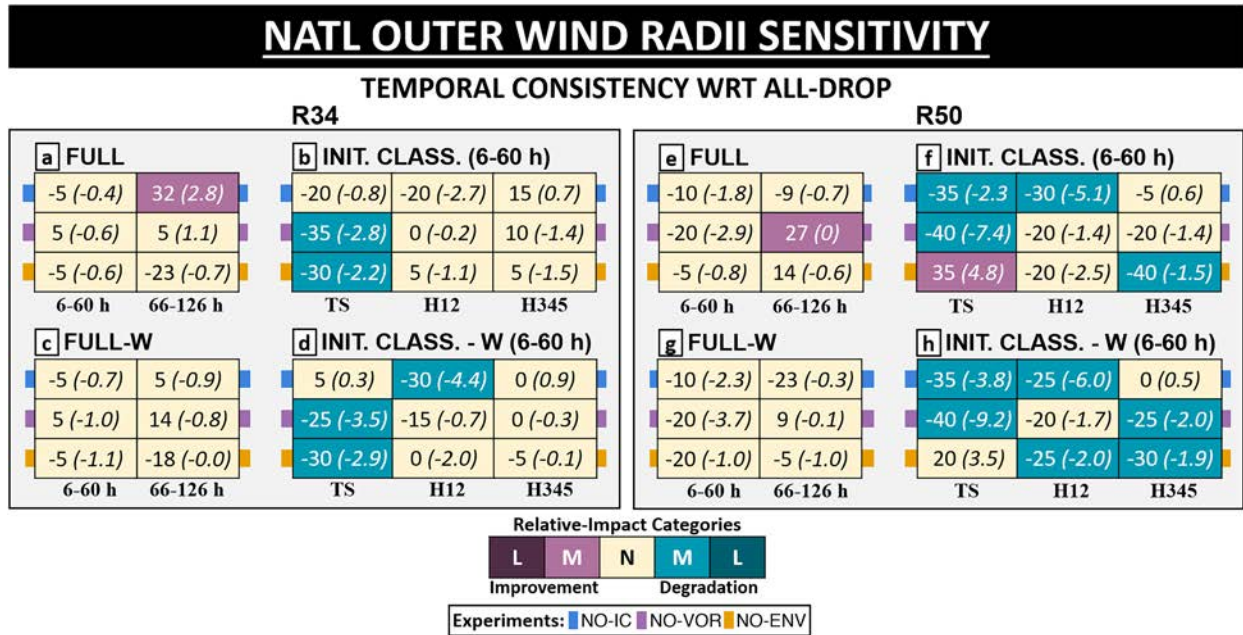 NATL OUTER WIND RADII SENSITIVITY
TEMPORAL CONSISTENCY WRT ALL-DROP
R34
a FULL
-5 (-0.4) 32 (2.8)
5 (-0.6) 5 (1.1)
-5 (-0.6) -23 (-0.7)
6-60 h 66-126 h
b INIT. CLASS. (6-60 h)
-20 (-0.8) -20 (-2.7) 15 (0.7)
-35 (-2.8) 0 (-0.2) 10 (-1.4)
-30 (-2.2) 5 (-1.1) 5 (-1.5)
TS H12 H345
c FULL-W
-5 (-0.7) 5 (-0.9)
5 (-1.0) 14 (-0.8)
-5 (-1.1) -18 (-0.0)
6-60 h 66-126 h
d INIT. CLASS. - W (6-60 h)
5 (0.3) -30 (-4.4) 0 (0.9)
-25 (-3.5) -15 (-0.7) 0 (-0.3)
-30 (-2.9) 0 (-2.0) -5 (-0.1)
TS H12 H345
R50
e FULL
-10 (-1.8) -9 (-0.7)
-20 (-2.9) 27 (0)
-5 (-0.8) 14 (-0.6)
6-60 h 66-126 h
f INIT. CLASS. (6-60 h)
-35 (-2.3 -30 (-5.1) -5 (0.6)
-40 (-7.4) -20 (-1.4) -20 (-1.4)
35 (4.8) -20 (-2.5) -40 (-1.5)
TS H12 H345
g FULL-W
-10 (-2.3) -23 (-0.3)
-20 (-3.7) 9 (-0.1)
-20 (-1.0) -5 (-1.0)
6-60 h 66-126 h
h INIT. CLASS. - W (6-60 h)
-35 (-3.8) -25 (-6.0) 0 (0.5)
-40 (-9.2) -20 (-1.7) -25 (-2.0)
20 (3.5) -25 (-2.0) -30 (-1.9)
TS H12 H345
Relative-Impact Categories
L M N M L
Improvement Degradation
Experiments: NO-IC NO-VOR NO-ENV